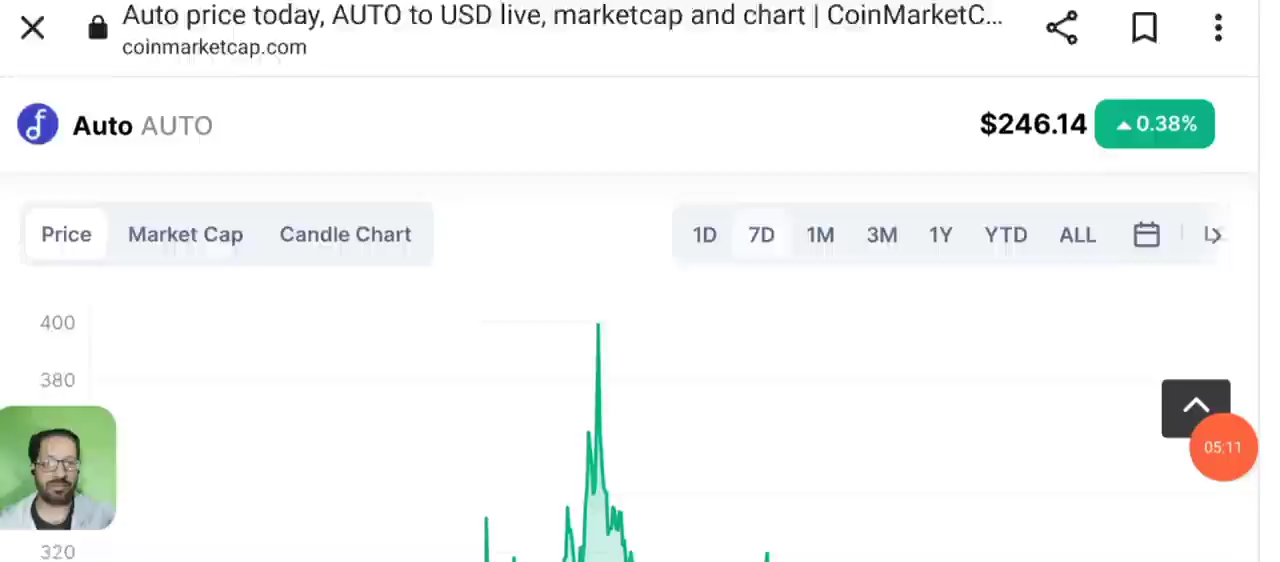 Auto price today, AUTO to USD live, marketcap and chart | CoinMarketC...
coinmarketcap.com
Auto AUTO
$246.14 0.38%
Price Market Cap Candle Chart 1D 7D 1M 3M 1Y YTD ALL
400
380
05:11
320